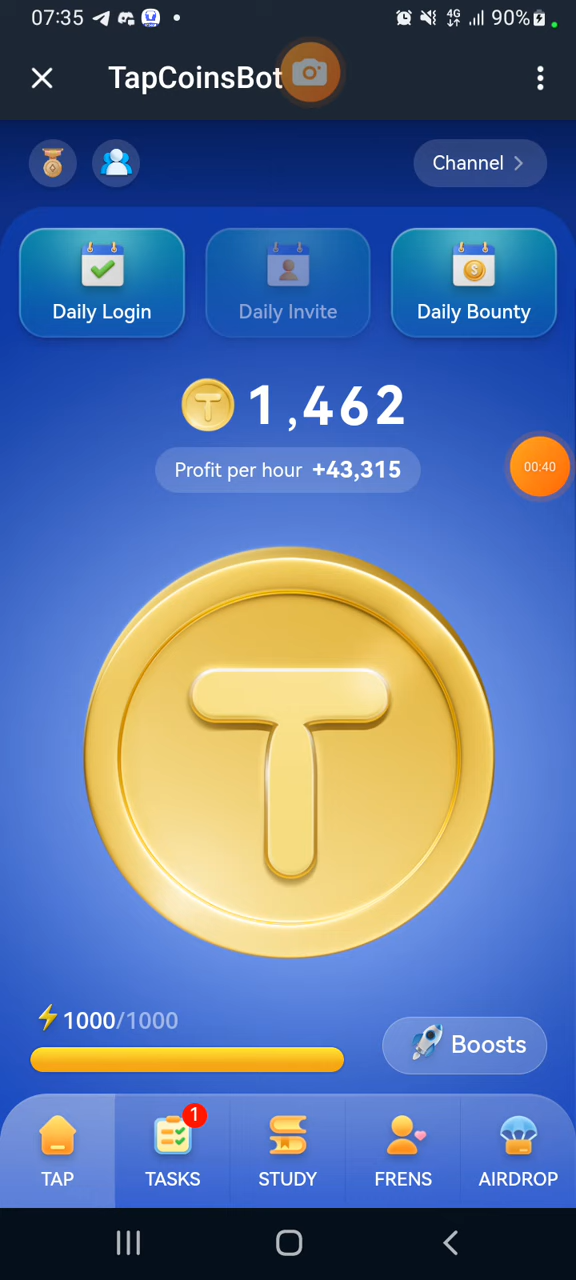 07:35 4G 90%
TapCoinsBot
Channel
Daily Login Daily Invite Daily Bounty
T 1,462
Profit per hour +43,315
00:40
T
1000/1000
Boosts
1
TAP TASKS STUDY FRENS AIRDROP